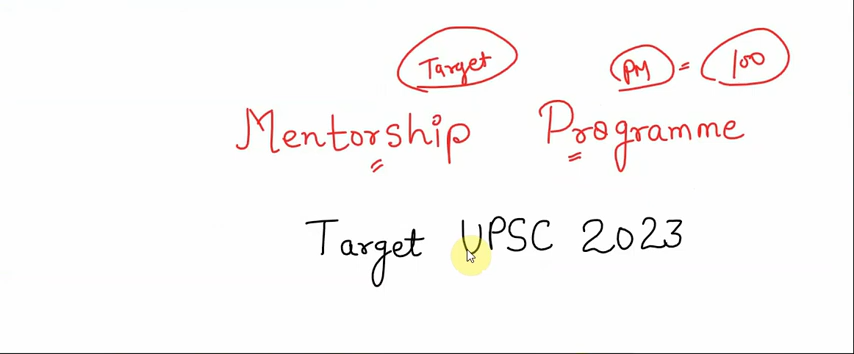 Target PM = 100
Mentorship Programme
Target UPSC 2023